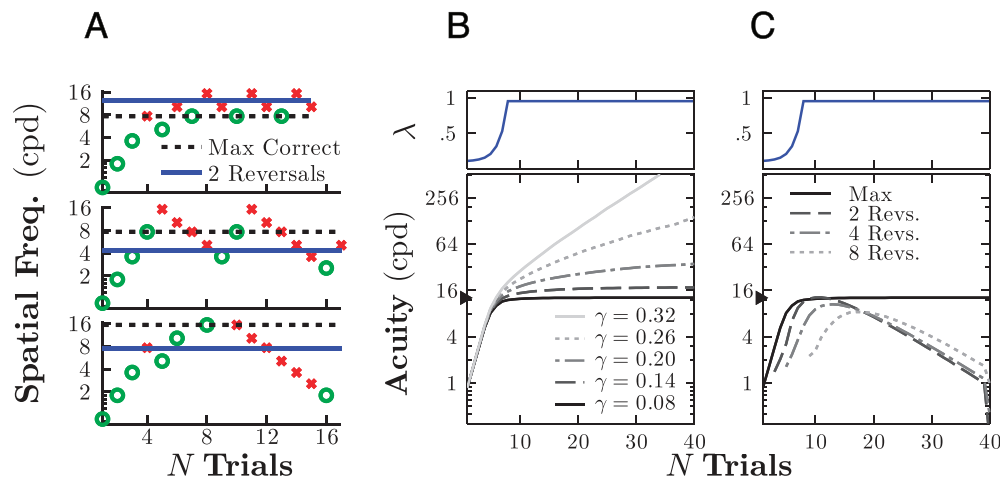 A
B
C
Spatial Freq. (cpd)
16
8
4
2
Max Correct
2 Reversals
16
8
4
2
16
8
4
2
4
8
12
16
N Trials
λ
1
.5
Acuity (cpd)
256
64
16
4
1
γ = 0.32
γ = 0.26
γ = 0.20
γ = 0.14
γ = 0.08
10
20
30
40
1
.5
256
64
16
4
1
Max
2 Revs.
4 Revs.
8 Revs.
10
20
30
40
N Trials